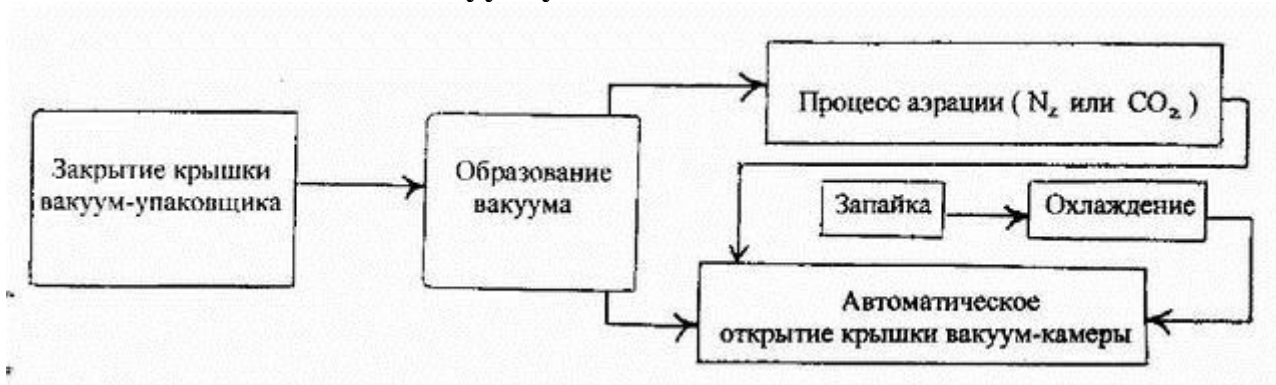 Закрытие крышки
вакуум-упаковщика
Образование
вакуума
Процесс аэрации ( N₂ или CO₂ )
Запайка
Охлаждение
Автоматическое
открытие крышки вакуум-камеры